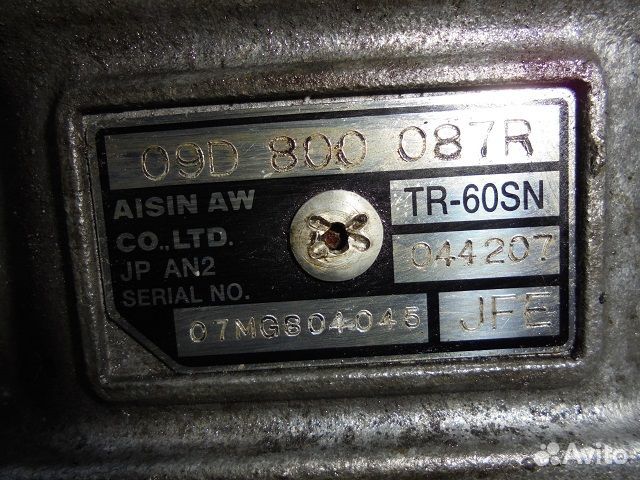 09D 800 087R
AISIN AW
CO.,LTD.
JP AN2
SERIAL NO.
TR-60SN
044207
07MG804045
JFE
Avito